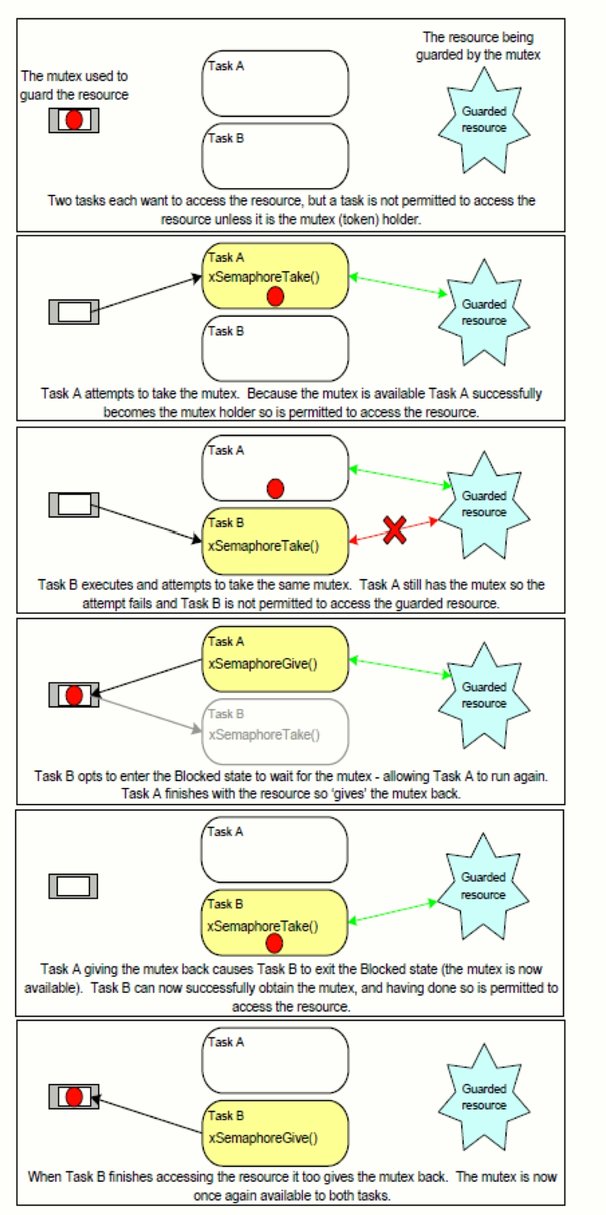 The resource being
guarded by the mutex
The mutex used to
guard the resource
Task A
Guarded
resource
Task B
Two tasks each want to access the resource, but a task is not permitted to access the
resource unless it is the mutex (token) holder.
Task A
xSemaphoreTake()
Guarded
resource
Task B
Task A attempts to take the mutex. Because the mutex is available Task A successfully
becomes the mutex holder so is permitted to access the resource.
Task A
Guarded
resource
Task B
xSemaphoreTake()
Task B executes and attempts to take the same mutex. Task A still has the mutex so the
attempt fails and Task B is not permitted to access the guarded resource.
Task A
xSemaphoreGive()
Guarded
resource
Task B
xSemaphoreTake()
Task B opts to enter the Blocked state to wait for the mutex - allowing Task A to run again.
Task A finishes with the resource so ‘gives’ the mutex back.
Task A
Guarded
resource
Task B
xSemaphoreTake()
Task A giving the mutex back causes Task B to exit the Blocked state (the mutex is now
available). Task B can now successfully obtain the mutex, and having done so is permitted to
access the resource.
Task A
Guarded
resource
Task B
xSemaphoreGive()
When Task B finishes accessing the resource it too gives the mutex back. The mutex is now
once again available to both tasks.